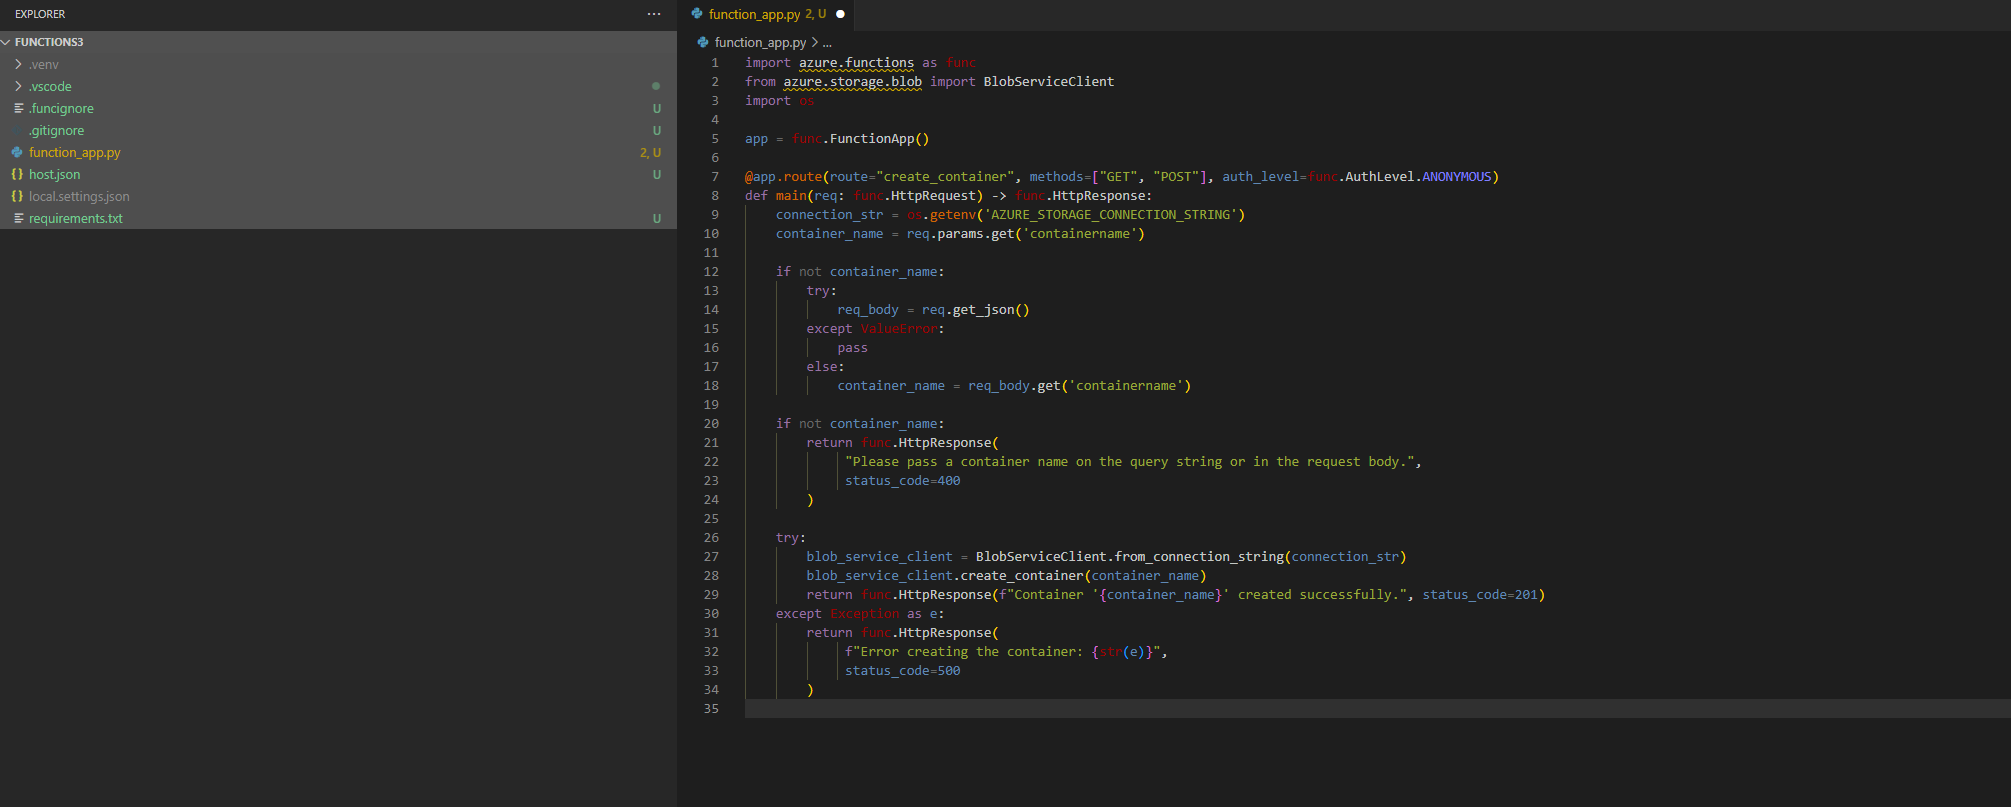 EXPLORER
...
FUNCTIONS3
.venv
.vscode
.funcignore U
.gitignore U
function_app.py 2, U
{} host.json U
{} local.settings.json
requirements.txt U
function_app.py 2, U
function_app.py > ...
1 import azure.functions as func
2 from azure.storage.blob import BlobServiceClient
3 import os
4
5 app = func.FunctionApp()
6
7 @app.route(route="create_container", methods=["GET", "POST"], auth_level=func.AuthLevel.ANONYMOUS)
8 def main(req: func.HttpRequest) -> func.HttpResponse:
9     connection_str = os.getenv('AZURE_STORAGE_CONNECTION_STRING')
10     container_name = req.params.get('containername')
11
12     if not container_name:
13         try:
14             req_body = req.get_json()
15         except ValueError:
16             pass
17         else:
18             container_name = req_body.get('containername')
19
20     if not container_name:
21         return func.HttpResponse(
22              "Please pass a container name on the query string or in the request body.",
23              status_code=400
24         )
25
26     try:
27         blob_service_client = BlobServiceClient.from_connection_string(connection_str)
28         blob_service_client.create_container(container_name)
29         return func.HttpResponse(f"Container '{container_name}' created successfully.", status_code=201)
30     except Exception as e:
31         return func.HttpResponse(
32              f"Error creating the container: {str(e)}",
33              status_code=500
34         )
35